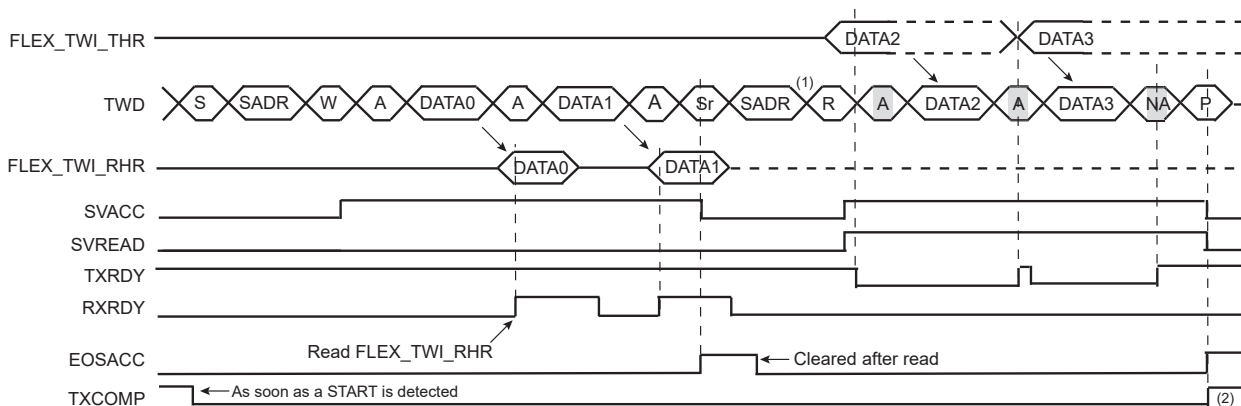 FLEX_TWI_THR DATA2 DATA3
(1)
TWD S SADR W A DATA0 A DATA1 A Sr SADR R A DATA2 A DATA3 NA P
FLEX_TWI_RHR DATA0 DATA1
SVACC
SVREAD
TXRDY
RXRDY
Read FLEX_TWI_RHR
EOSACC Cleared after read
TXCOMP As soon as a START is detected (2)